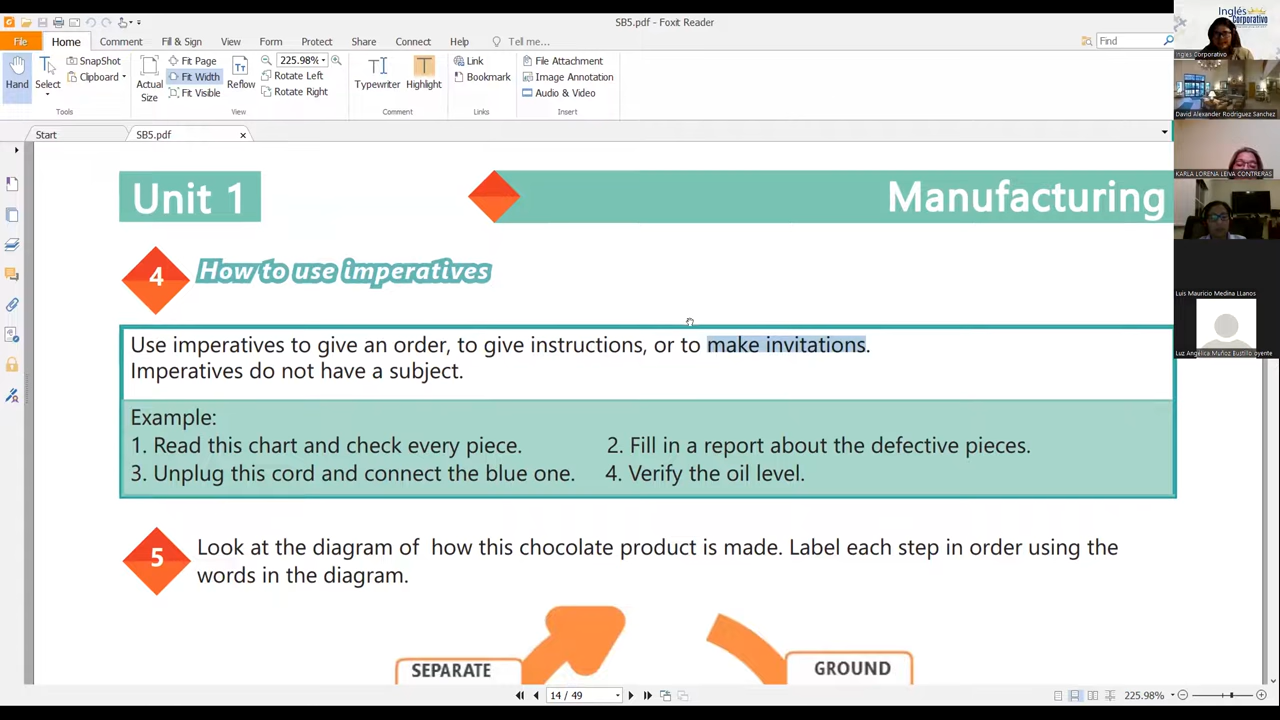 SB5.pdf - Foxit Reader
File Home Comment Fill & Sign View Form Protect Share Connect Help Tell me... Find
Hand
Select
SnapShot
Clipboard
Tools
Actual Size
Fit Page
Fit Width
Fit Visible
Reflow
225.98%
Rotate Left
Rotate Right
View
Typewriter
Highlight
Comment
Link
Bookmark
Links
File Attachment
Image Annotation
Audio & Video
Insert
Start SB5.pdf
Unit 1
Manufacturing
4 How to use imperatives
Use imperatives to give an order, to give instructions, or to make invitations.
Imperatives do not have a subject.
Example:
1. Read this chart and check every piece. 2. Fill in a report about the defective pieces.
3. Unplug this cord and connect the blue one. 4. Verify the oil level.
5 Look at the diagram of how this chocolate product is made. Label each step in order using the
words in the diagram.
SEPARATE
GROUND
14 / 49
225.98%
Inglés
Corporativo
Inglés Corporativo
David Alexander Rodriguez Sanchez
KARLA LORENA LEIVA CONTRERAS
Luis Mauricio Medina LLanos
Luz Angélica Muñoz Bustillo oyente